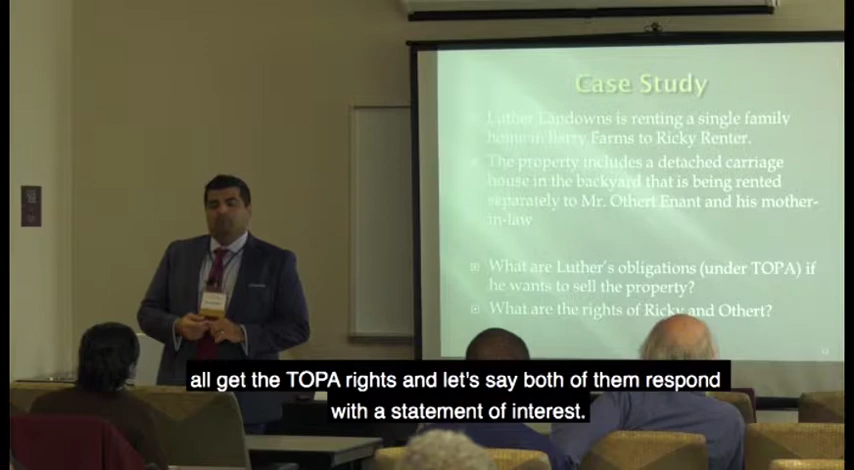 Case Study
Luther Landowns is renting a single family
home in Barry Farms to Ricky Renter.
The property includes a detached carriage
house in the backyard that is being rented
separately to Mr. Othert Enant and his mother-
in-law
What are Luther's obligations (under TOPA) if
he wants to sell the property?
What are the rights of Ricky and Othert?
all get the TOPA rights and let's say both of them respond
with a statement of interest.